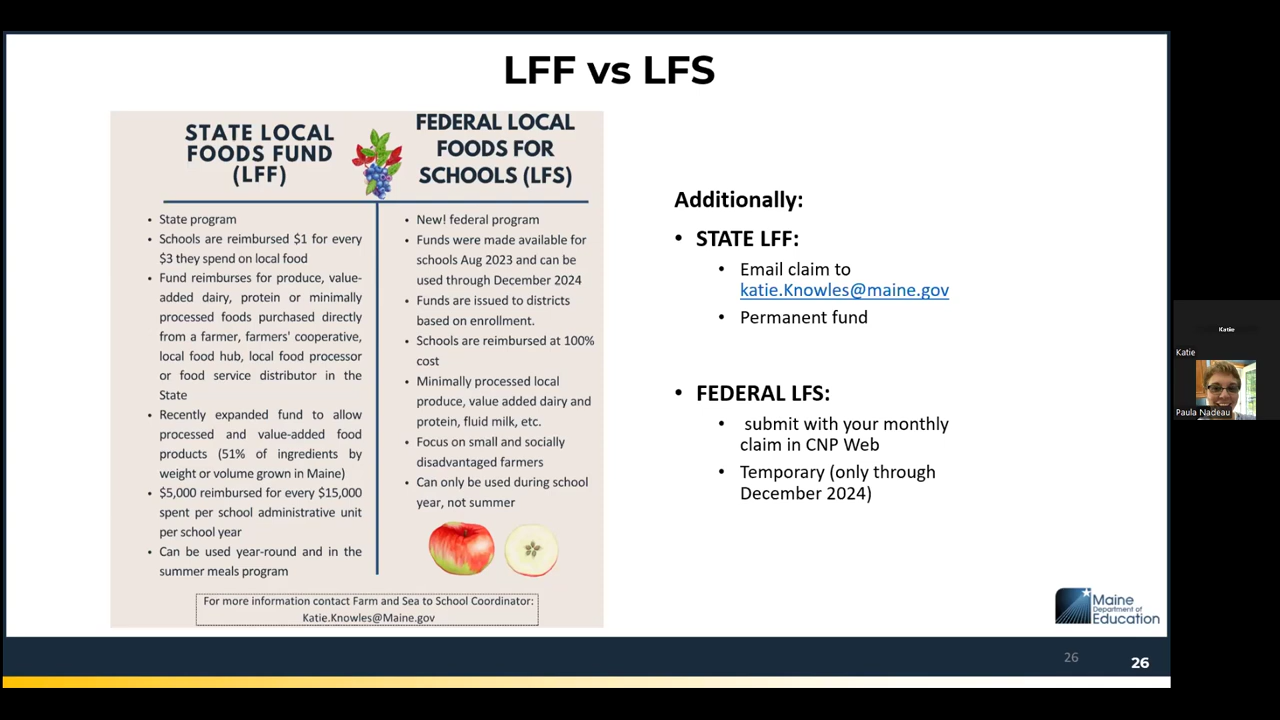 LFF vs LFS
STATE LOCAL
FOODS FUND
(LFF)
• State program
• Schools are reimbursed $1 for every
$3 they spend on local food
• Fund reimburses for produce, value-
added dairy, protein or minimally
processed foods purchased directly
from a farmer, farmers' cooperative,
local food hub, local food processor
or food service distributor in the
State
• Recently expanded fund to allow
processed and value-added food
products (51% of ingredients by
weight or volume grown in Maine)
• $5,000 reimbursed for every $15,000
spent per school administrative unit
per school year
• Can be used year-round and in the
summer meals program
FEDERAL LOCAL
FOODS FOR
SCHOOLS (LFS)
• New! federal program
• Funds were made available for
schools Aug 2023 and can be
used through December 2024
• Funds are issued to districts
based on enrollment.
• Schools are reimbursed at 100%
cost
• Minimally processed local
produce, value added dairy and
protein, fluid milk, etc.
• Focus on small and socially
disadvantaged farmers
• Can only be used during school
year, not summer
For more information contact Farm and Sea to School Coordinator:
Katie.Knowles@Maine.gov
Additionally:
• STATE LFF:
• Email claim to
katie.Knowles@maine.gov
• Permanent fund
• FEDERAL LFS:
• submit with your monthly
claim in CNP Web
• Temporary (only through
December 2024)
Maine
Department of
Education
26
26
Katie
Katie
Paula Nadeau